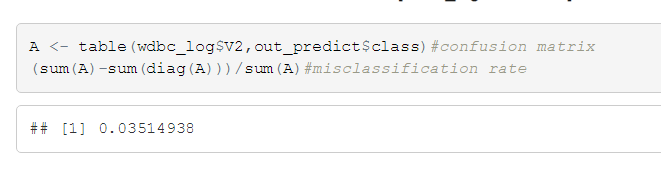 A <- table(wdbc_log$V2,out_predict$class)#confusion matrix
(sum(A)-sum(diag(A)))/sum(A)#misclassification rate
## [1] 0.03514938